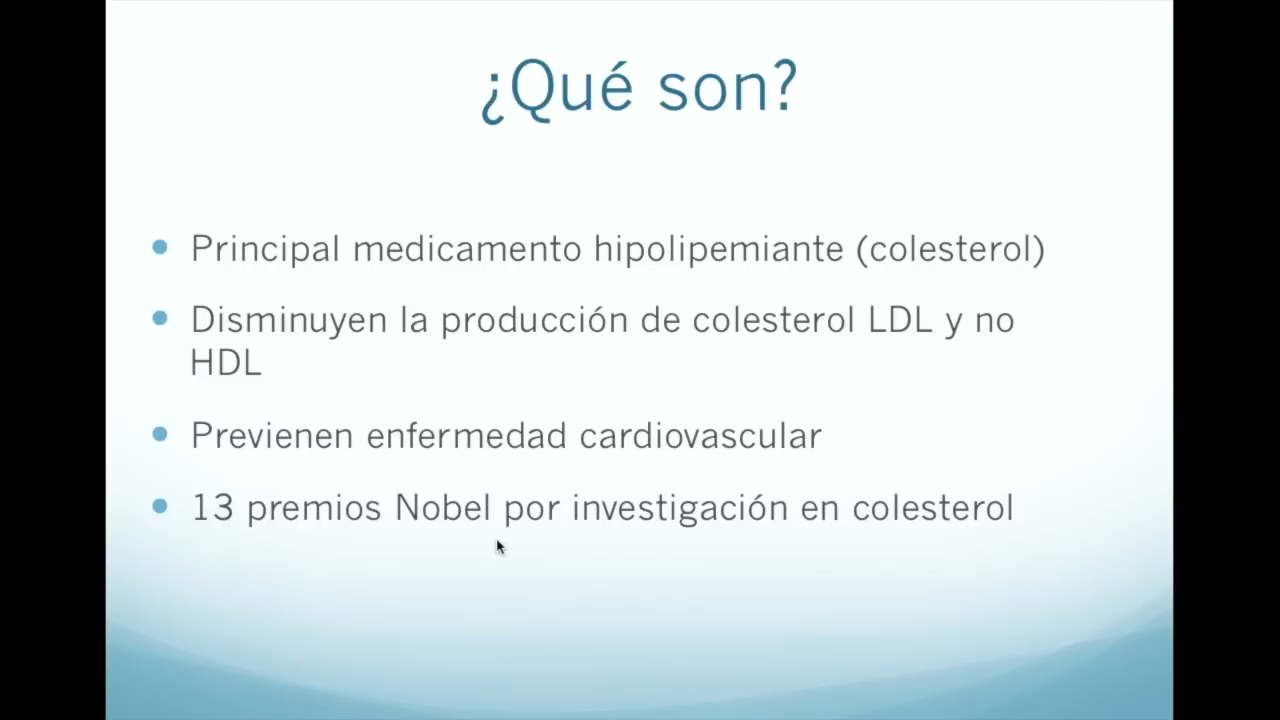 ¿Qué son?
Principal medicamento hipolipemiante (colesterol)
Disminuyen la producción de colesterol LDL y no
HDL
Previenen enfermedad cardiovascular
13 premios Nobel por investigación en colesterol